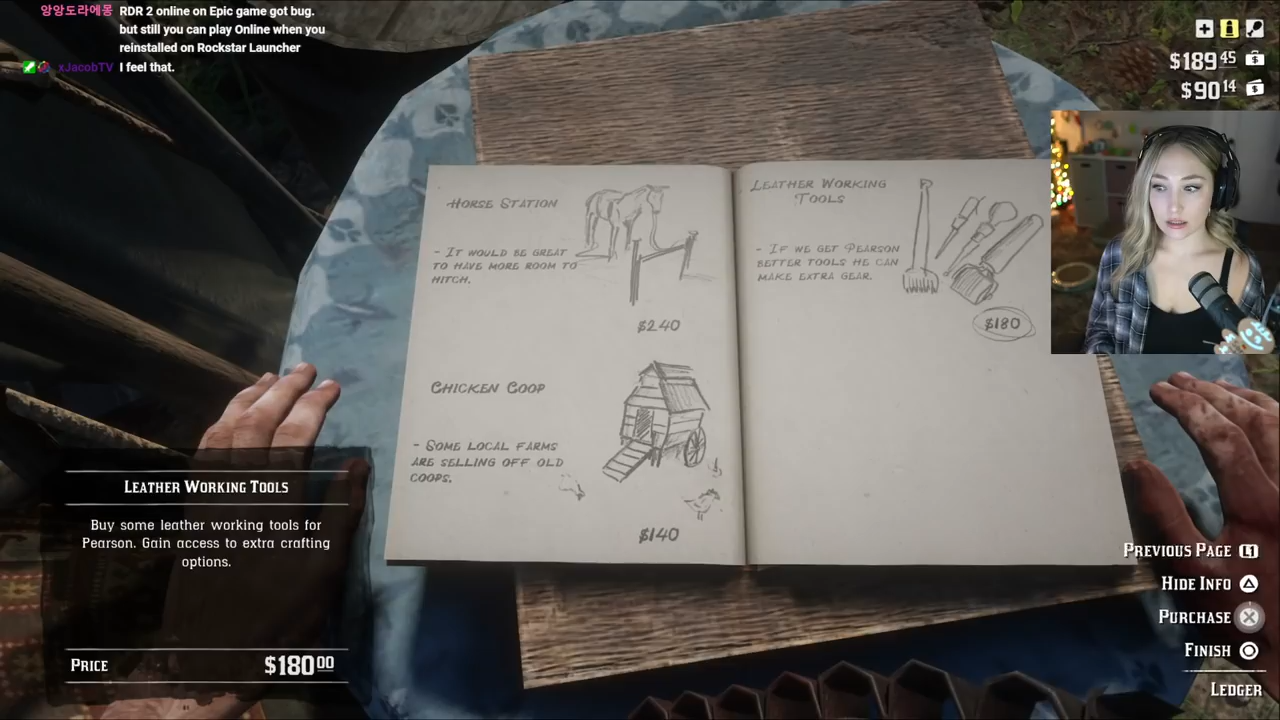 앙앙도라에몽 RDR 2 online on Epic game got bug.
but still you can play Online when you
reinstalled on Rockstar Launcher
xJacobTV I feel that.
$189 45
$90 14
Horse Station
- It would be great
to have more room to
hitch.
$240
Chicken Coop
- Some local farms
are selling off old
coops.
$140
Leather Working
Tools
- If we get Pearson
better tools he can
make extra gear.
$180
Leather Working Tools
Buy some leather working tools for
Pearson. Gain access to extra crafting
options.
Price $180 00
Previous Page L1
Hide Info
Purchase
Finish
Ledger